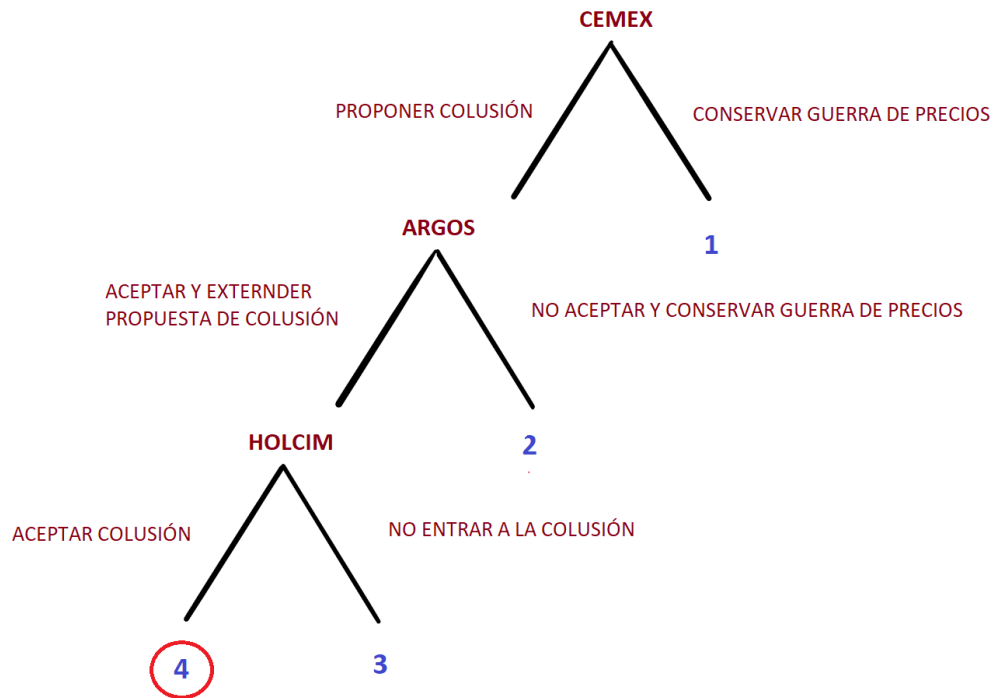 CEMEX
PROPONER COLUSIÓN
CONSERVAR GUERRA DE PRECIOS
ARGOS
1
ACEPTAR Y EXTERNDER
PROPUESTA DE COLUSIÓN
NO ACEPTAR Y CONSERVAR GUERRA DE PRECIOS
HOLCIM
2
ACEPTAR COLUSIÓN
NO ENTRAR A LA COLUSIÓN
4
3